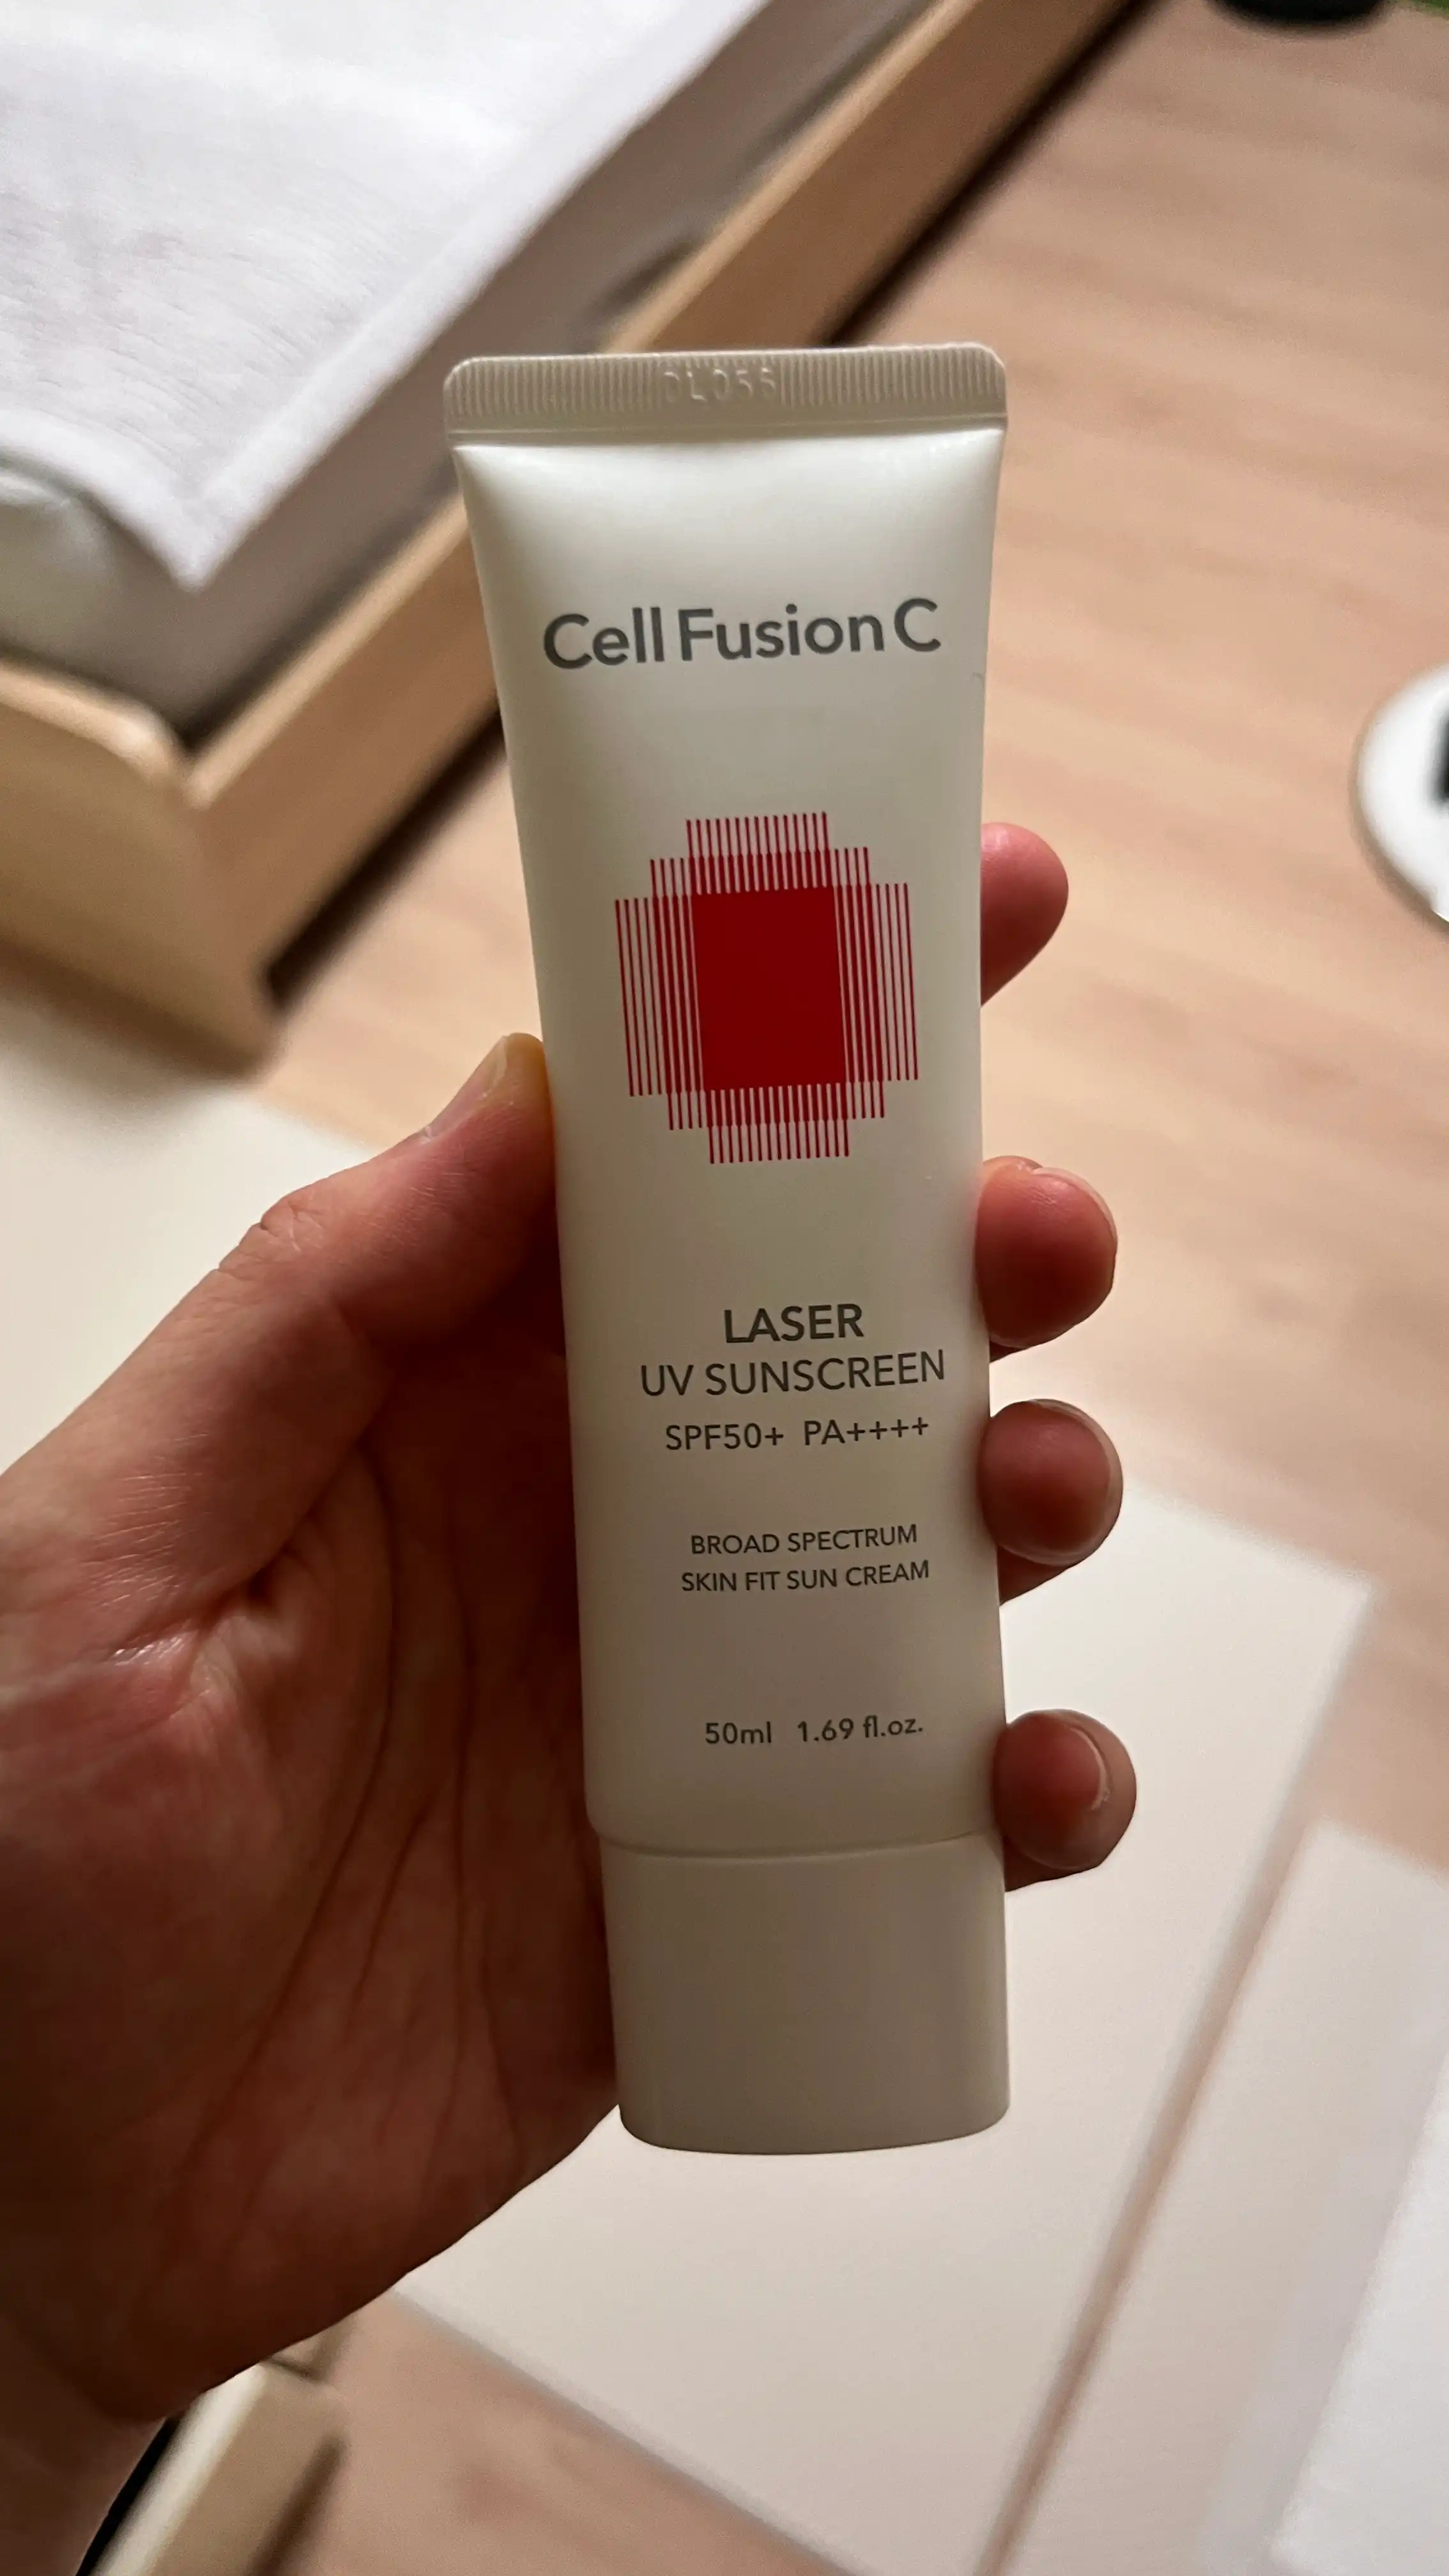 Cell Fusion C
LASER
UV SUNSCREEN
SPF50+ PA++++
BROAD SPECTRUM
SKIN FIT SUN CREAM
50ml 1.69 fl.oz.